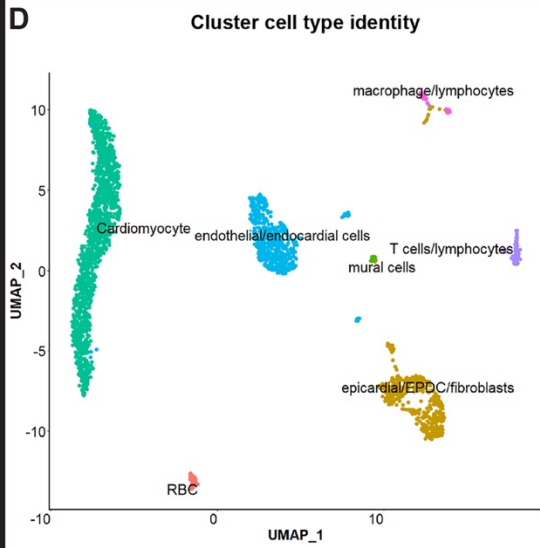 D
Cluster cell type identity
macrophage/lymphocytes
10
5
Cardiomyocyte
endothelial/endocardial cells
T cells/lymphocytes
mural cells
0
UMAP_2
-5
epicardial/EPDC/fibroblasts
-10
RBC
-10
0
10
UMAP_1